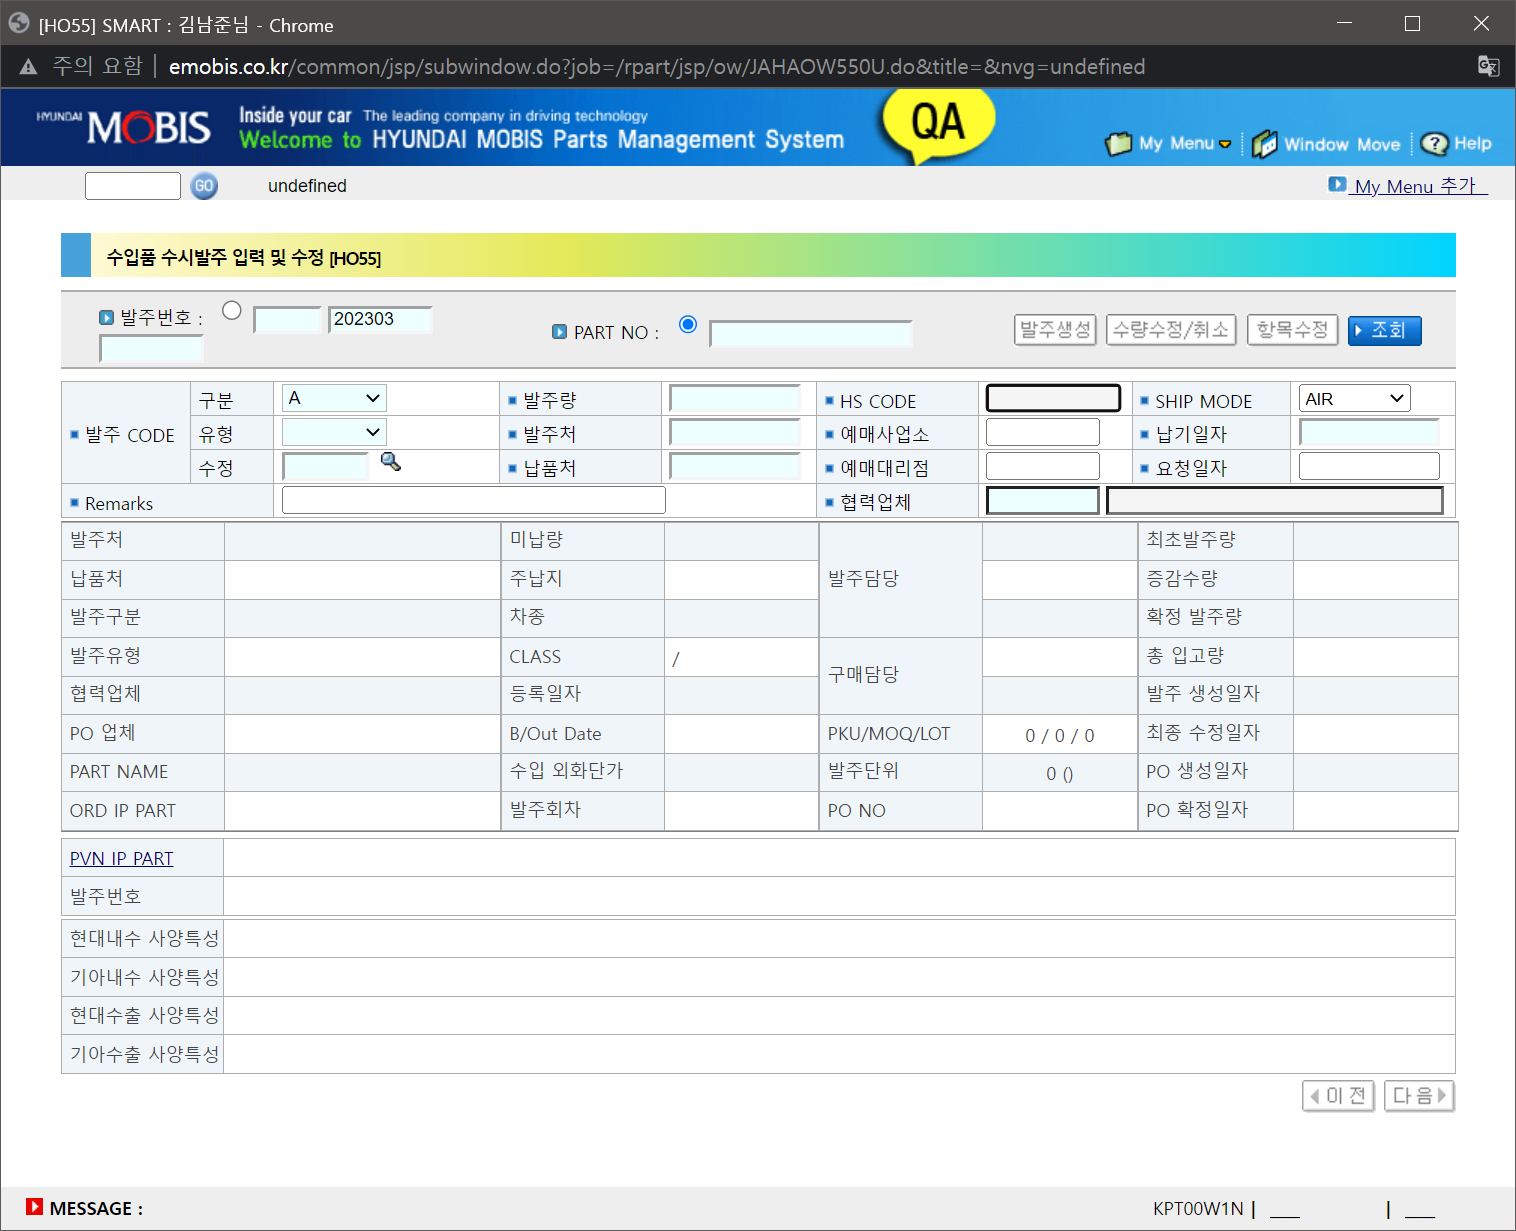 [HO55] SMART : 김남준님 - Chrome
주의 요함 | emobis.co.kr/common/jsp/subwindow.do?job=/rpart/jsp/ow/JAHAOW550U.do&title=&nvg=undefined
HYUNDAI MOBIS Inside your car The leading company in driving technology
Welcome to HYUNDAI MOBIS Parts Management System
QA
My Menu Window Move Help
GO undefined My Menu 추가
수입품 수시발주 입력 및 수정 [HO55]
발주번호 : 202303 PART NO : 발주생성 수량수정/취소 항목수정 조회
발주 CODE 구분 A 발주량 HS CODE SHIP MODE AIR
유형 발주처 예매사업소 납기일자
수정 납품처 예매대리점 요청일자
Remarks 협력업체
발주처 미납량 발주담당 최초발주량
납품처 주납지 증감수량
발주구분 차종 확정 발주량
발주유형 CLASS / 구매담당 총 입고량
협력업체 등록일자 발주 생성일자
PO 업체 B/Out Date PKU/MOQ/LOT 0 / 0 / 0 최종 수정일자
PART NAME 수입 외화단가 발주단위 0 () PO 생성일자
ORD IP PART 발주회차 PO NO PO 확정일자
PVN IP PART
발주번호
현대내수 사양특성
기아내수 사양특성
현대수출 사양특성
기아수출 사양특성
이 전 다 음
MESSAGE : KPT00W1N | ___ | ___